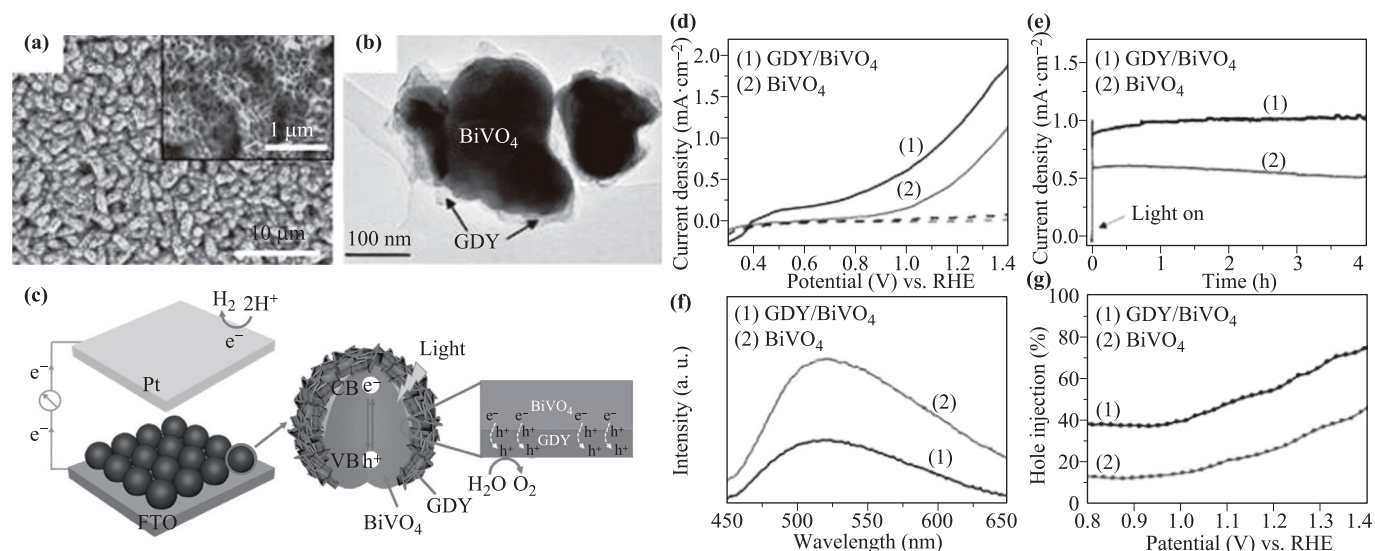 (a)
1 μm
10 μm
(b)
BiVO₄
GDY
100 nm
(c)
H₂ 2H⁺
e⁻
Pt
e⁻
e⁻
FTO
Light
CB e⁻
VB h⁺
GDY
BiVO₄
BiVO₄
e⁻ e⁻ e⁻ e⁻
h⁺ h⁺ h⁺ h⁺
GDY
h⁺ h⁺ h⁺ h⁺
H₂O O₂
(d)
Current density (mA·cm⁻²)
2.0
1.5
1.0
0.5
0.0
(1) GDY/BiVO₄
(2) BiVO₄
(1)
(2)
0.4 0.6 0.8 1.0 1.2 1.4
Potential (V) vs. RHE
(e)
Current density (mA·cm⁻²)
1.5
1.0
0.5
0.0
(1) GDY/BiVO₄
(2) BiVO₄
(1)
(2)
Light on
0 1 2 3 4
Time (h)
(f)
Intensity (a. u.)
(1) GDY/BiVO₄
(2) BiVO₄
(2)
(1)
450 500 550 600 650
Wavelength (nm)
(g)
Hole injection (%)
100
80
60
40
20
0
(1) GDY/BiVO₄
(2) BiVO₄
(1)
(2)
0.8 0.9 1.0 1.1 1.2 1.3 1.4
Patential (V) vs. RHE